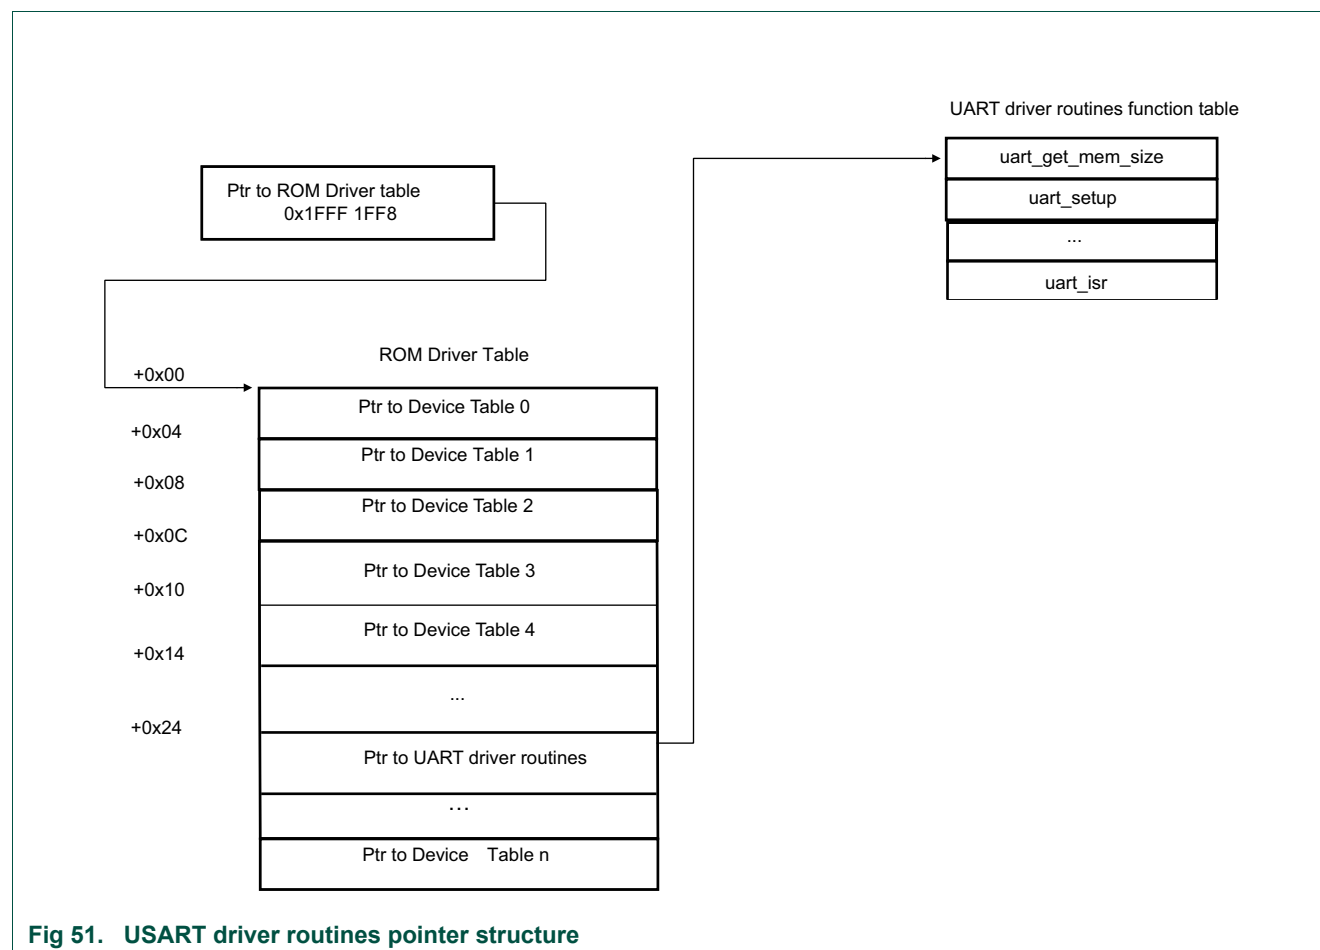 UART driver routines function table
uart_get_mem_size
uart_setup
...
uart_isr
Ptr to ROM Driver table
0x1FFF 1FF8
ROM Driver Table
+0x00
Ptr to Device Table 0
+0x04
Ptr to Device Table 1
+0x08
Ptr to Device Table 2
+0x0C
Ptr to Device Table 3
+0x10
Ptr to Device Table 4
+0x14
...
+0x24
Ptr to UART driver routines
...
Ptr to Device Table n
Fig 51. USART driver routines pointer structure